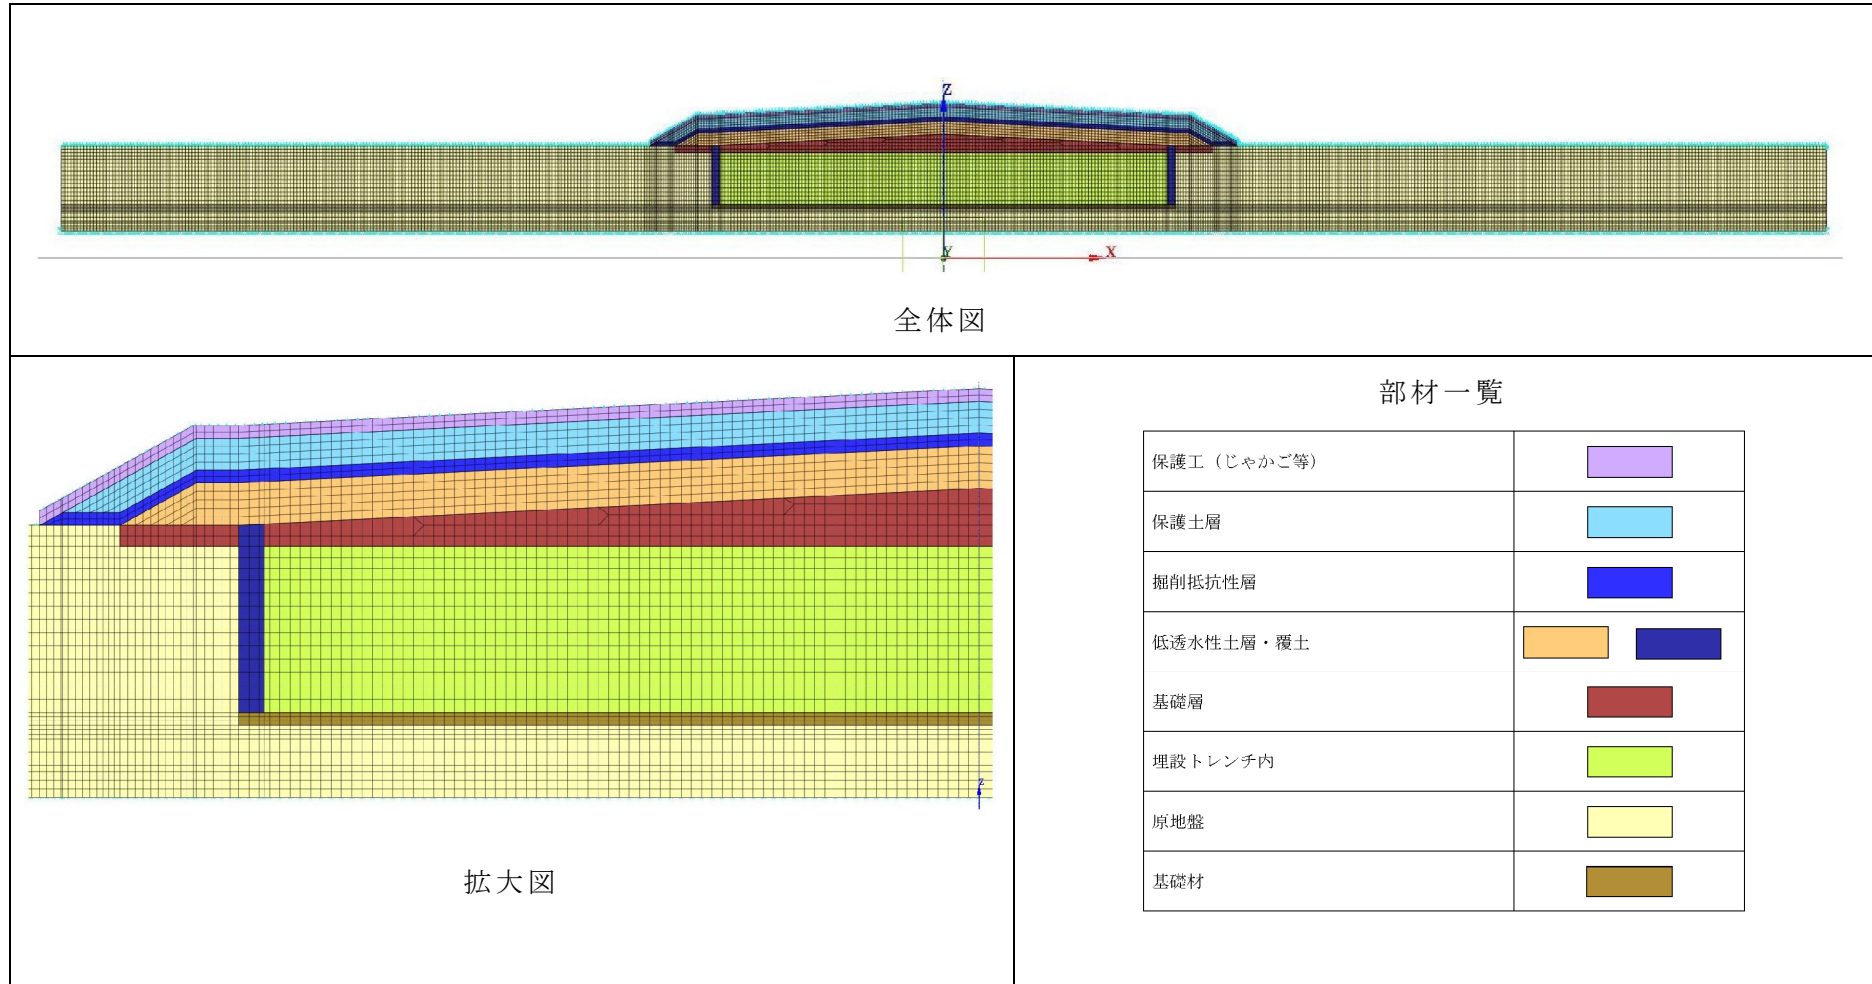 Z
Y
X
全体図
Z
拡大図
部材一覧
保護工（じゃかご等）
保護土層
掘削抵抗性層
低透水性土層・覆土
基礎層
埋設トレンチ内
原地盤
基礎材